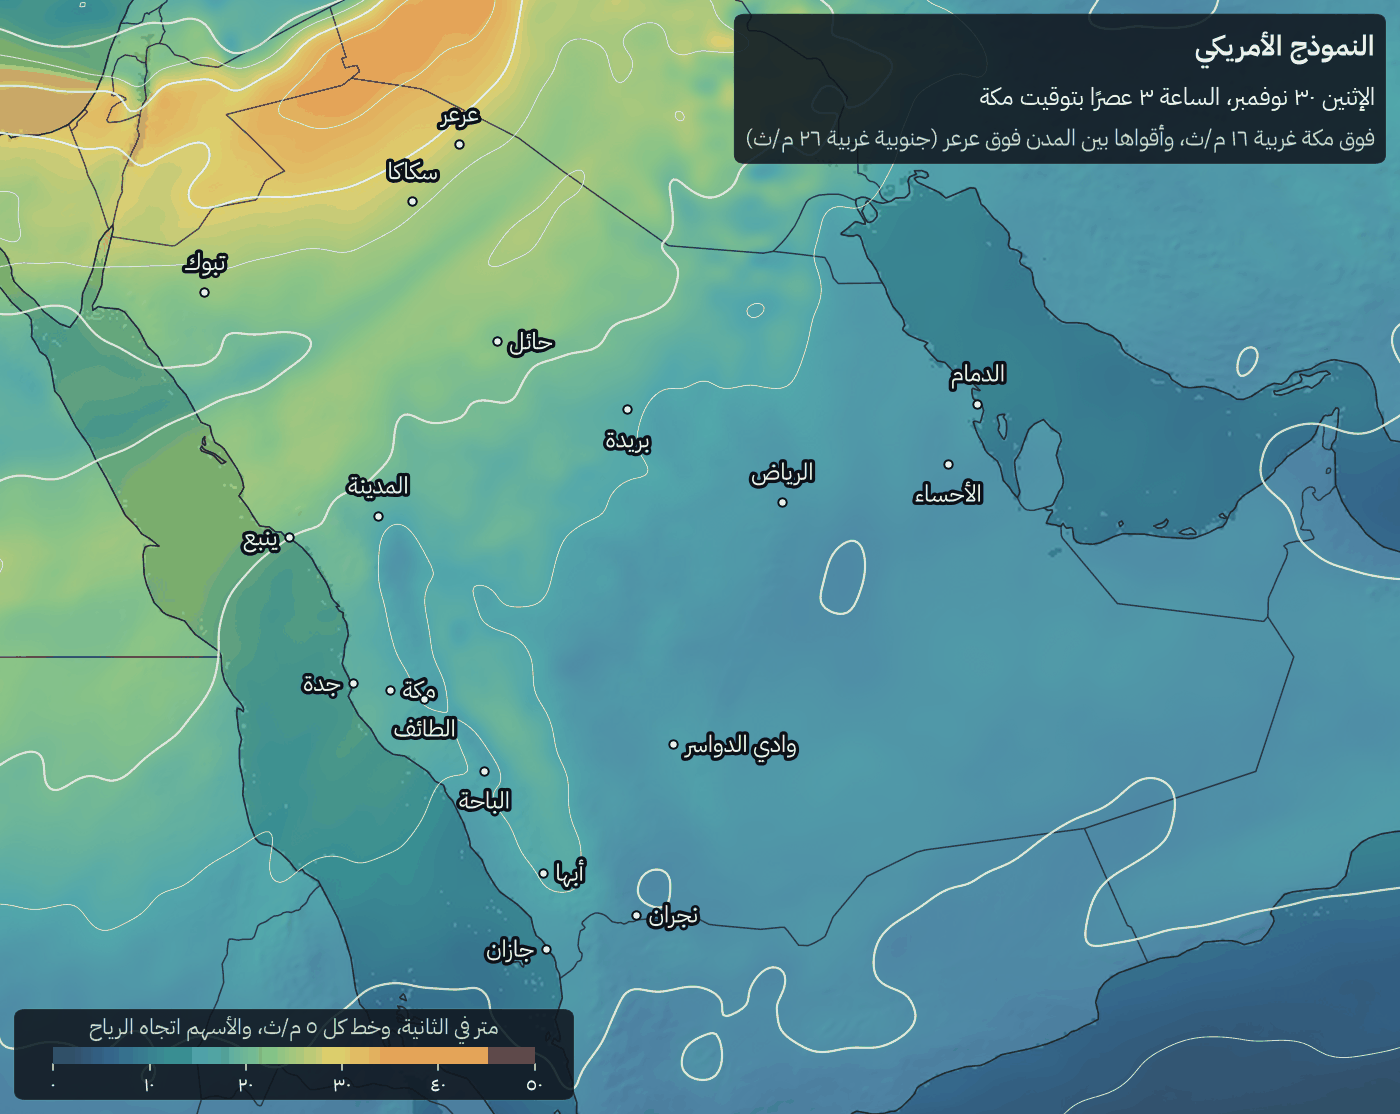 النموذج الأمريكي
الإثنين ٣٠ نوفمبر، الساعة ٣ عصرًا بتوقيت مكة
فوق مكة غربية ١٦ م/ث، وأقواها بين المدن فوق عرعر (جنوبية غربية ٢٦ م/ث)
عرعر
سكاكا
تبوك
حائل
الدمام
بريدة
الرياض
الأحساء
المدينة
ينبع
جدة
مكة
الطائف
وادي الدواسر
الباحة
أبها
نجران
جازان
متر في الثانية، وخط كل ٥ م/ث، والأسهم اتجاه الرياح
٠ ١٠ ٢٠ ٣٠ ٤٠ ٥٠